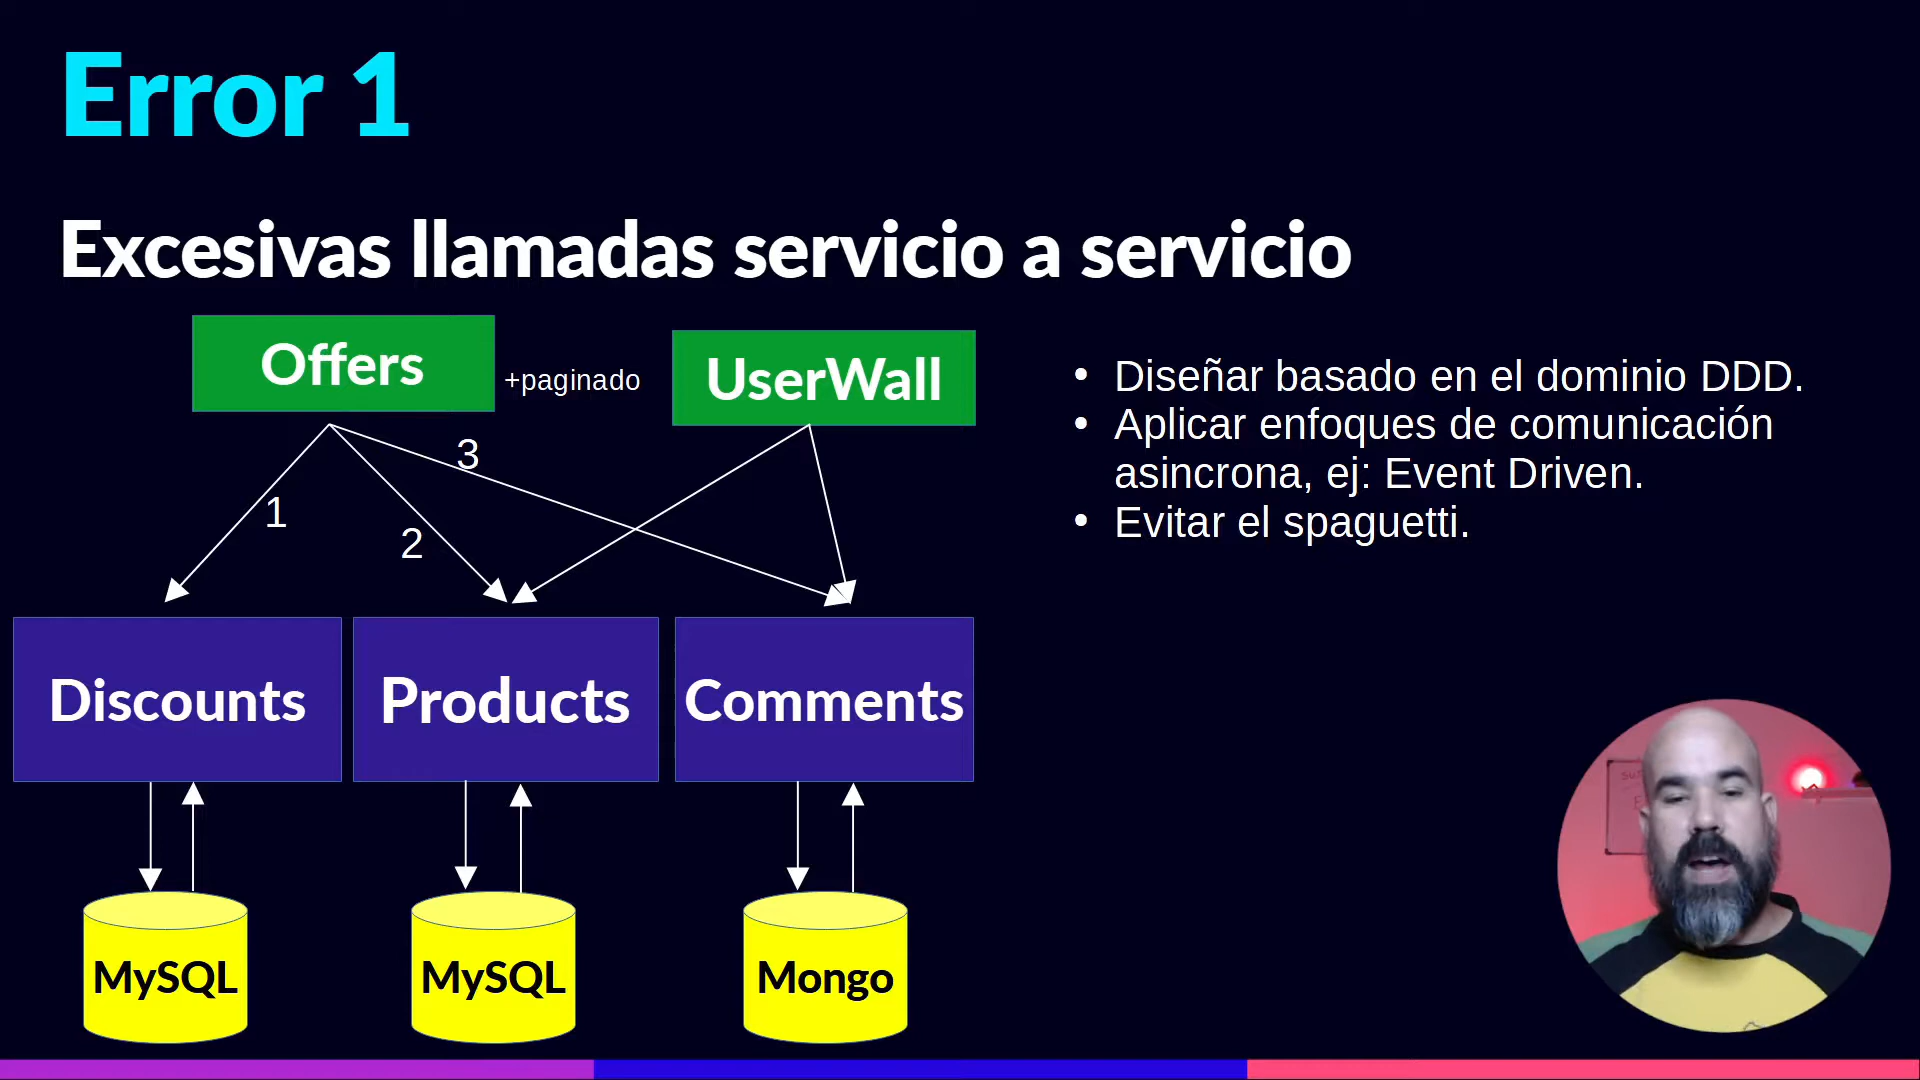 Error 1
Excesivas llamadas servicio a servicio
Offers
+paginado
UserWall
1
2
3
Discounts
Products
Comments
MySQL
MySQL
Mongo
• Diseñar basado en el dominio DDD.
• Aplicar enfoques de comunicación
asincrona, ej: Event Driven.
• Evitar el spaguetti.